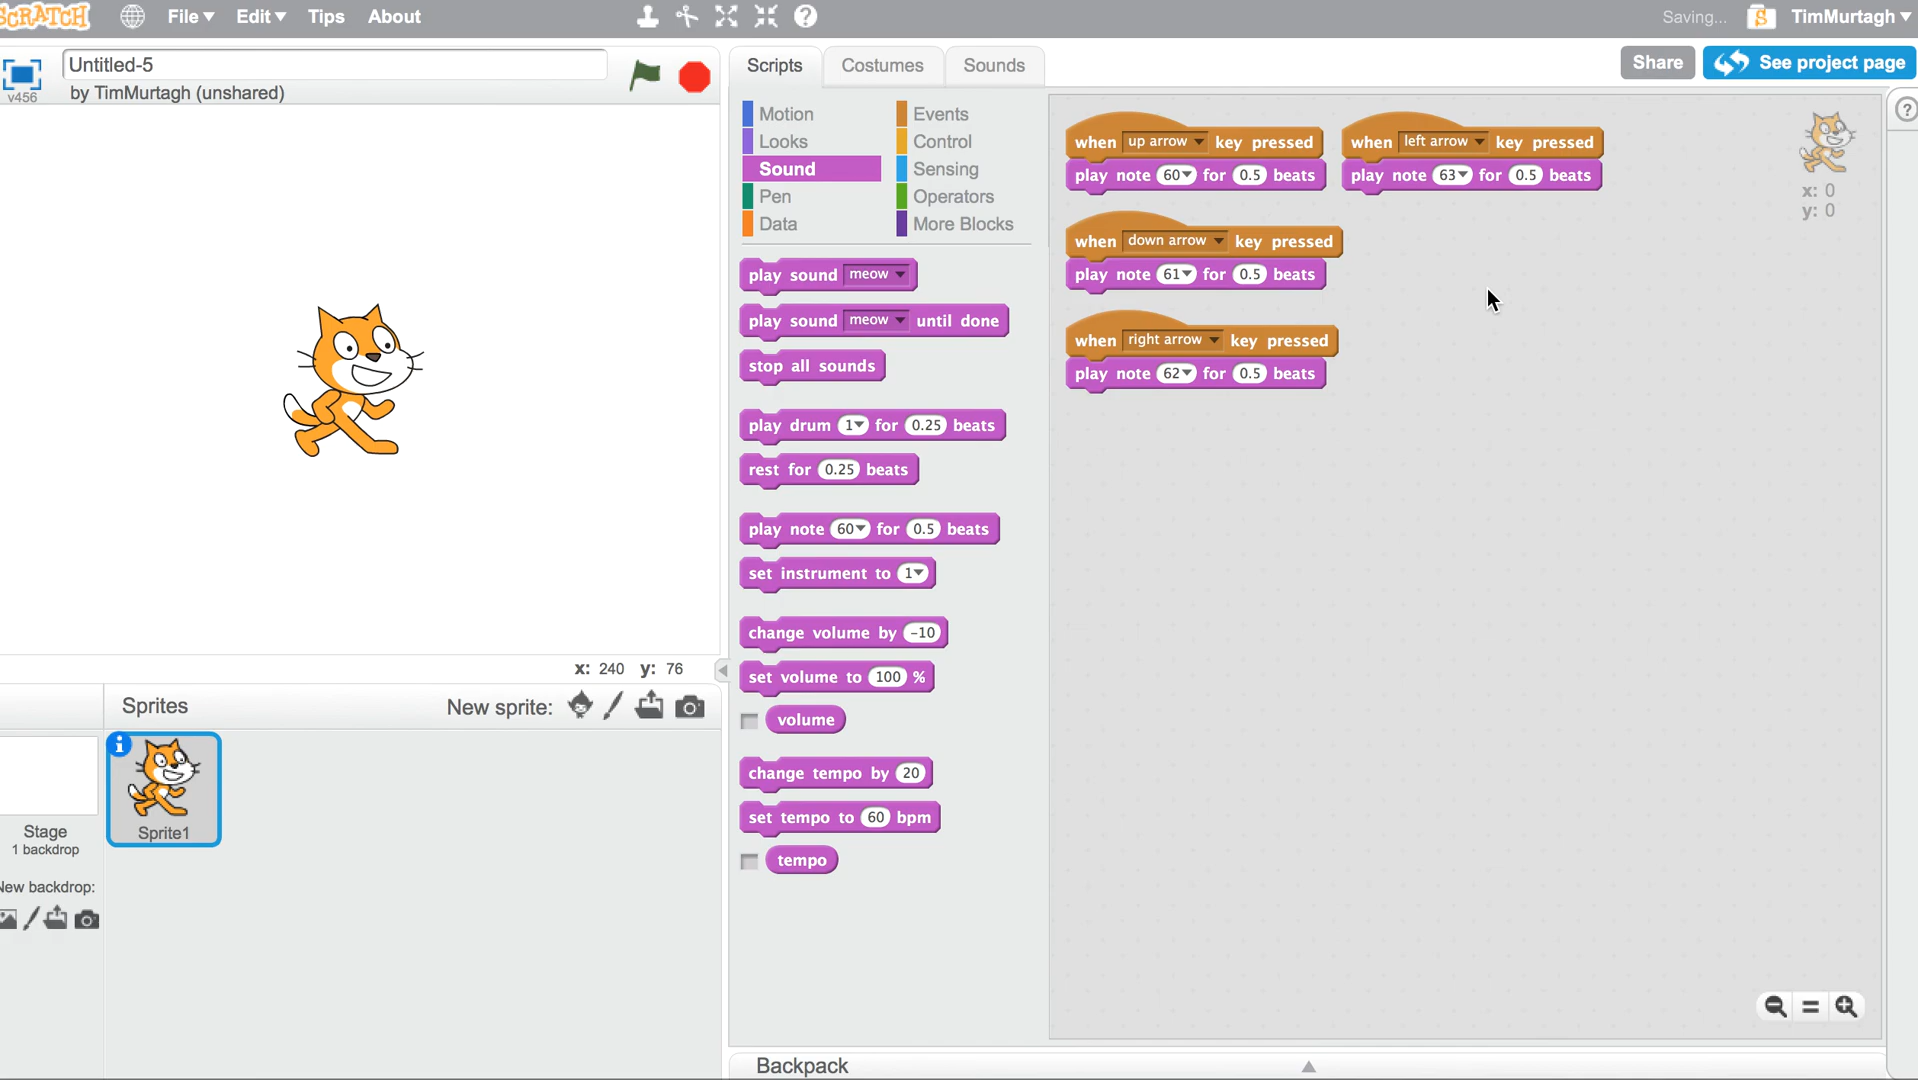 SCRATCH File Edit Tips About Saving... TimMurtagh
v456
Untitled-5
by TimMurtagh (unshared)
Scripts Costumes Sounds
Share See project page
Motion Events
Looks Control
Sound Sensing
Pen Operators
Data More Blocks
play sound meow
play sound meow until done
stop all sounds
play drum 1 for 0.25 beats
rest for 0.25 beats
play note 60 for 0.5 beats
set instrument to 1
change volume by -10
set volume to 100 %
volume
change tempo by 20
set tempo to 60 bpm
tempo
when up arrow key pressed
play note 60 for 0.5 beats
when left arrow key pressed
play note 63 for 0.5 beats
when down arrow key pressed
play note 61 for 0.5 beats
when right arrow key pressed
play note 62 for 0.5 beats
x: 0
y: 0
x: 240 y: 76
Sprites New sprite:
Sprite1
Stage
1 backdrop
New backdrop:
Backpack